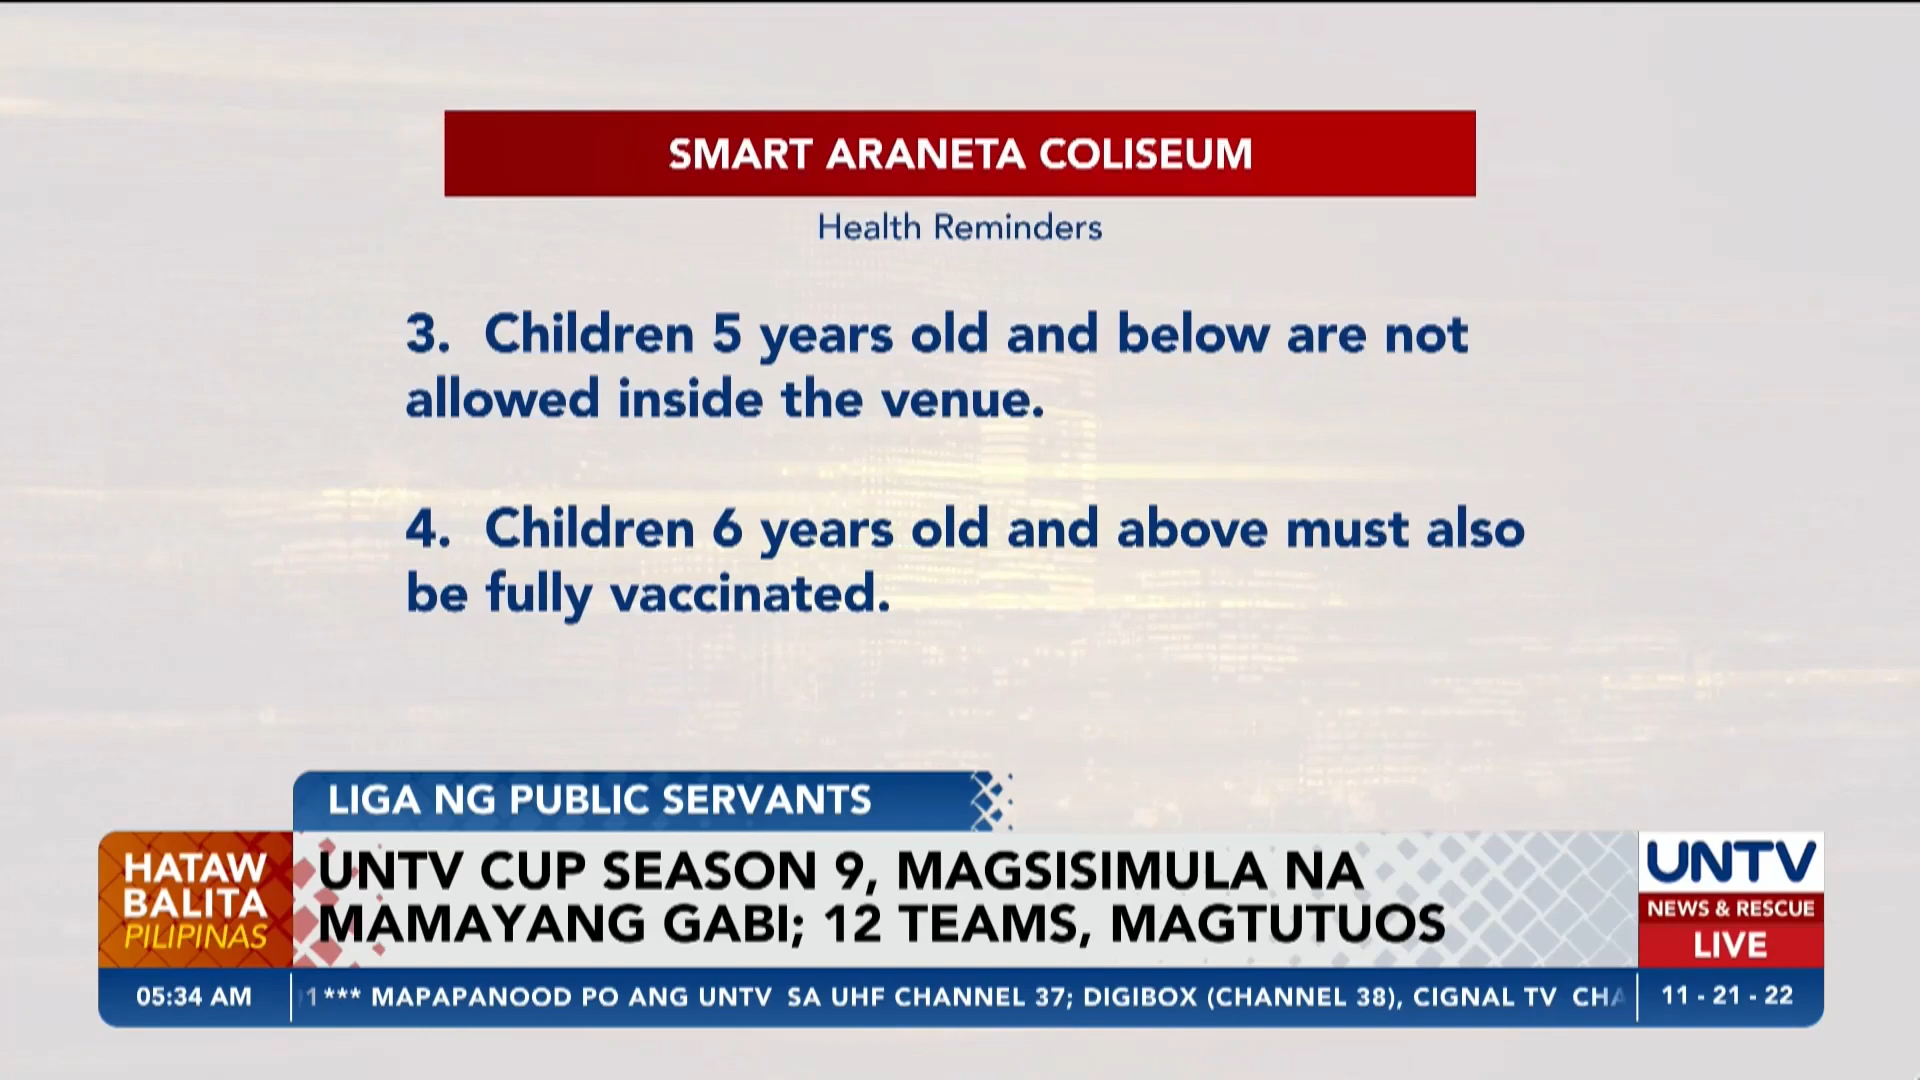 SMART ARANETA COLISEUM
Health Reminders
3. Children 5 years old and below are not
allowed inside the venue.
4. Children 6 years old and above must also
be fully vaccinated.
LIGA NG PUBLIC SERVANTS
HATAW
BALITA
PILIPINAS
UNTV CUP SEASON 9, MAGSISIMULA NA
MAMAYANG GABI; 12 TEAMS, MAGTUTUOS
UNTV
NEWS & RESCUE
LIVE
05:34 AM
1*** MAPAPANOOD PO ANG UNTV SA UHF CHANNEL 37; DIGIBOX (CHANNEL 38), CIGNAL TV CHA
11 - 21 - 22